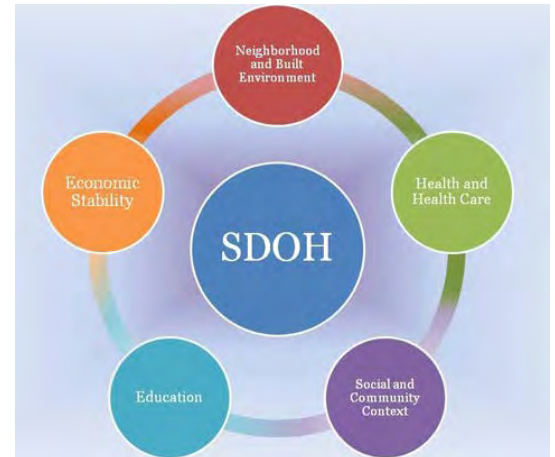 Neighborhood
and Built
Environment
Economic
Stability
Health and
Health Care
SDOH
Education
Social and
Community
Context